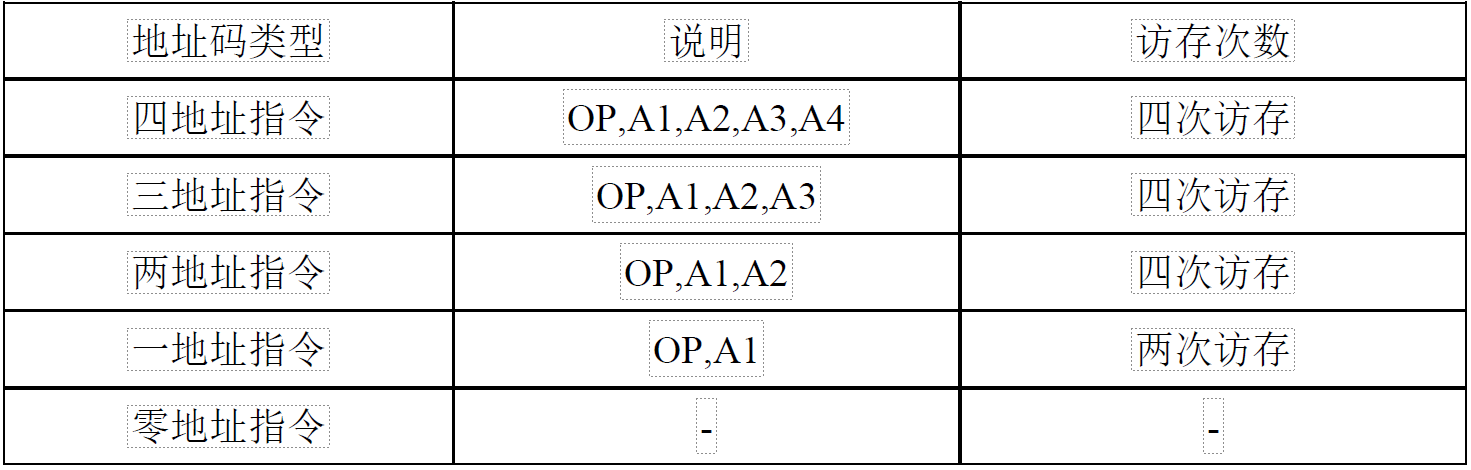 地址码类型 说明 访存次数
四地址指令 OP,A1,A2,A3,A4 四次访存
三地址指令 OP,A1,A2,A3 四次访存
两地址指令 OP,A1,A2 四次访存
一地址指令 OP,A1 两次访存
零地址指令 - -